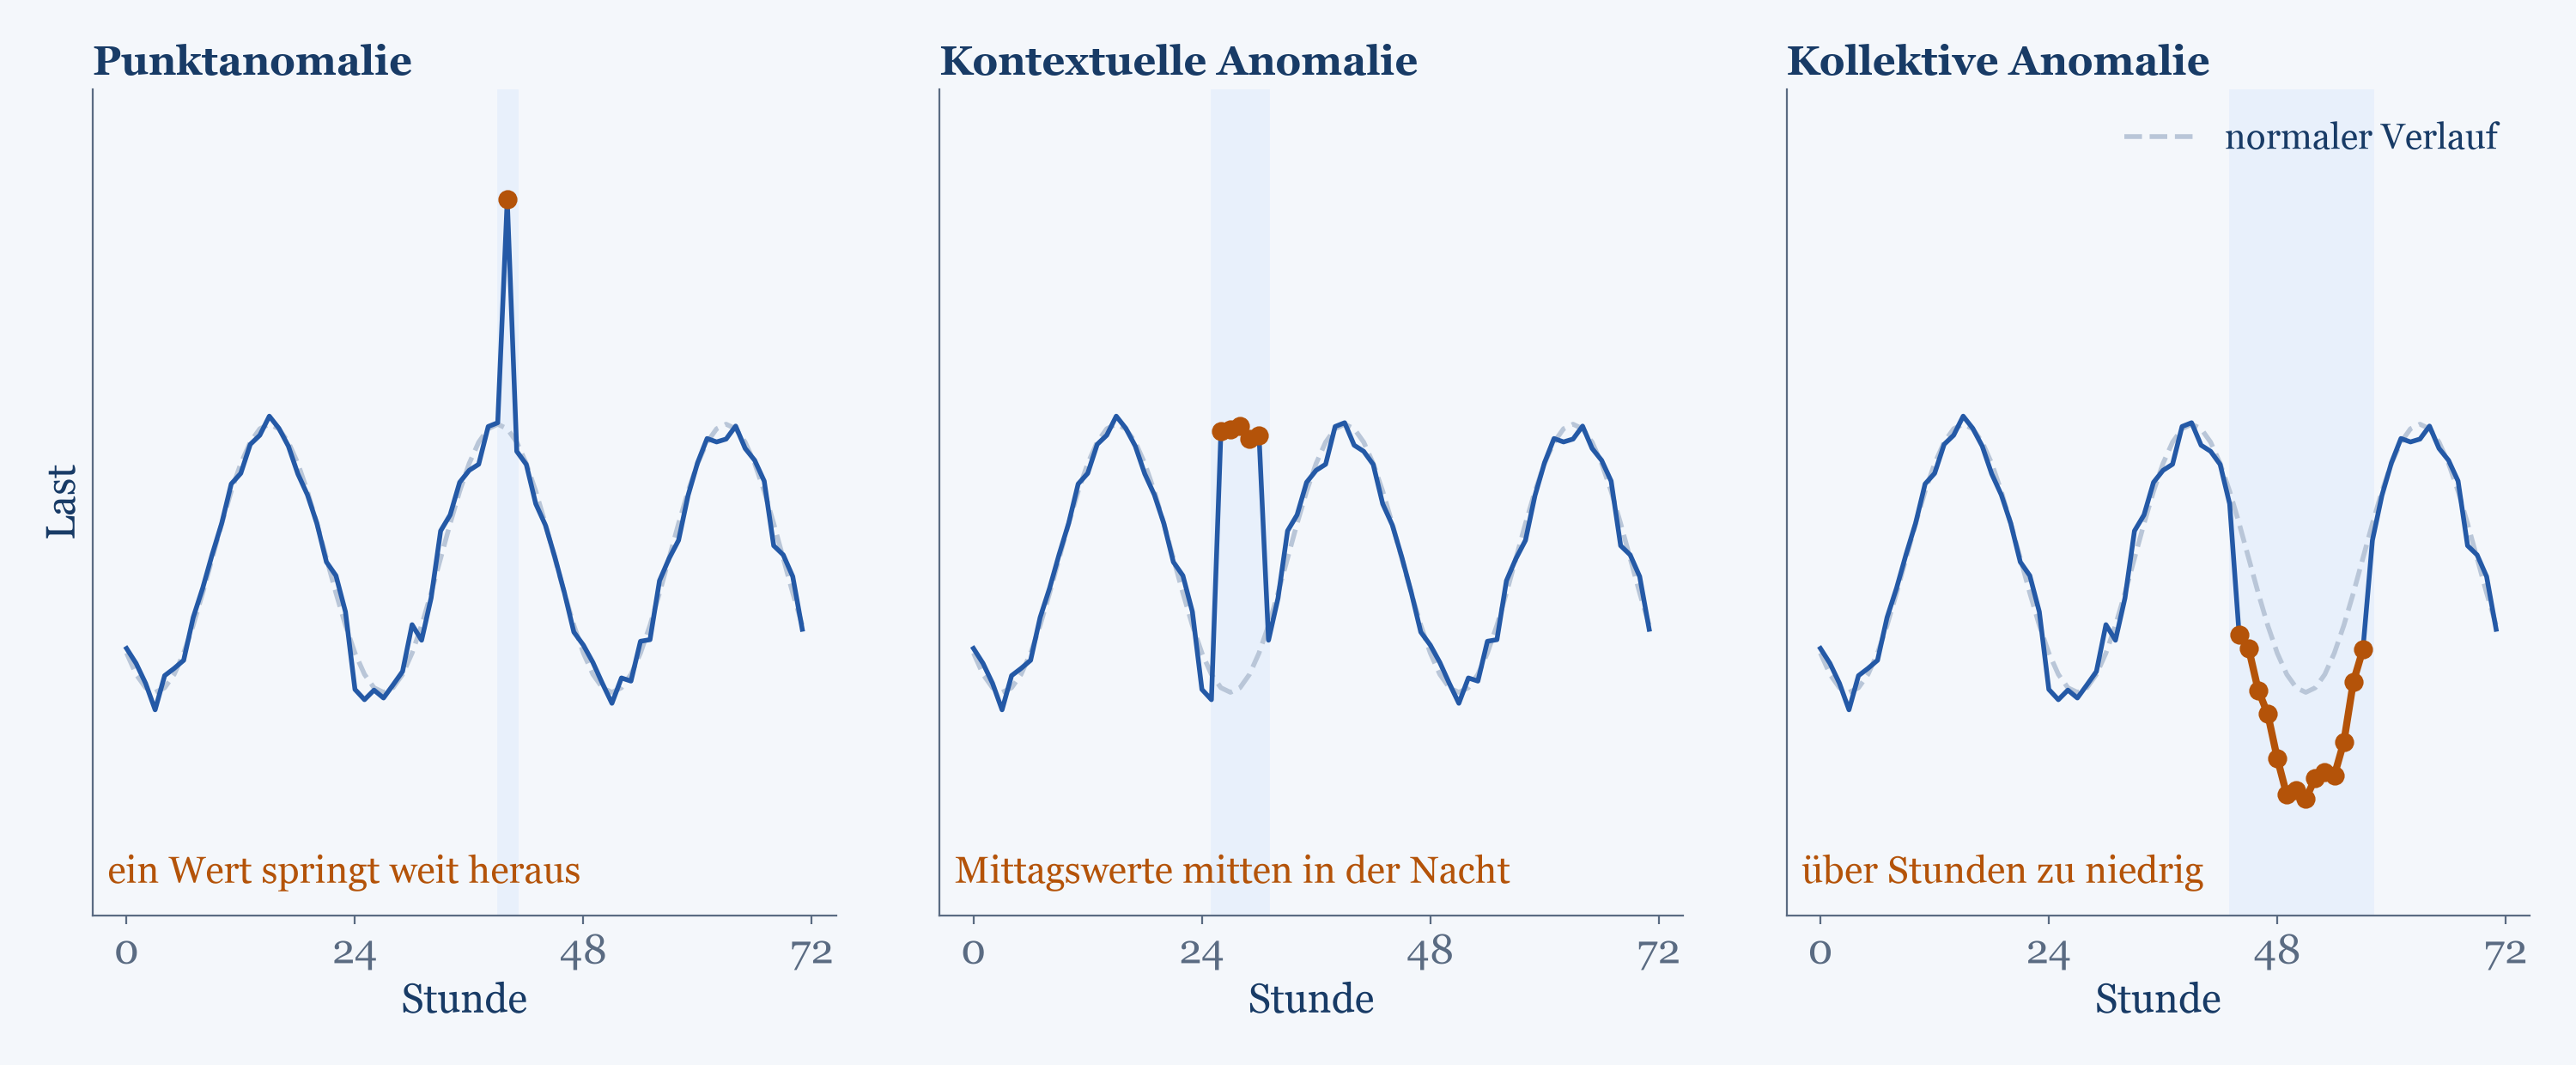 Punktanomalie
Last
ein Wert springt weit heraus
0 24 48 72
Stunde
Kontextuelle Anomalie
Mittagswerte mitten in der Nacht
0 24 48 72
Stunde
Kollektive Anomalie
normaler Verlauf
über Stunden zu niedrig
0 24 48 72
Stunde